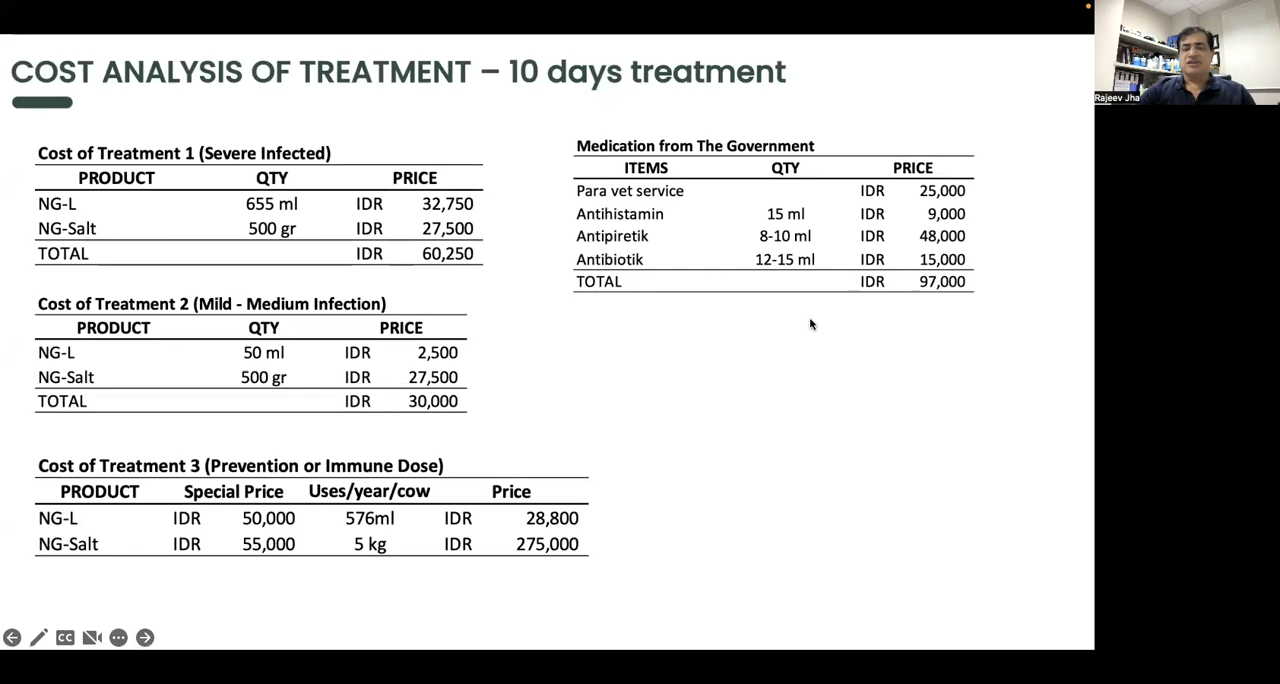 COST ANALYSIS OF TREATMENT – 10 days treatment
Rajeev Jha
Cost of Treatment 1 (Severe Infected)
PRODUCT QTY PRICE
NG-L 655 ml IDR 32,750
NG-Salt 500 gr IDR 27,500
TOTAL IDR 60,250
Cost of Treatment 2 (Mild - Medium Infection)
PRODUCT QTY PRICE
NG-L 50 ml IDR 2,500
NG-Salt 500 gr IDR 27,500
TOTAL IDR 30,000
Cost of Treatment 3 (Prevention or Immune Dose)
PRODUCT Special Price Uses/year/cow Price
NG-L IDR 50,000 576ml IDR 28,800
NG-Salt IDR 55,000 5 kg IDR 275,000
Medication from The Government
ITEMS QTY PRICE
Para vet service IDR 25,000
Antihistamin 15 ml IDR 9,000
Antipiretik 8-10 ml IDR 48,000
Antibiotik 12-15 ml IDR 15,000
TOTAL IDR 97,000
CC